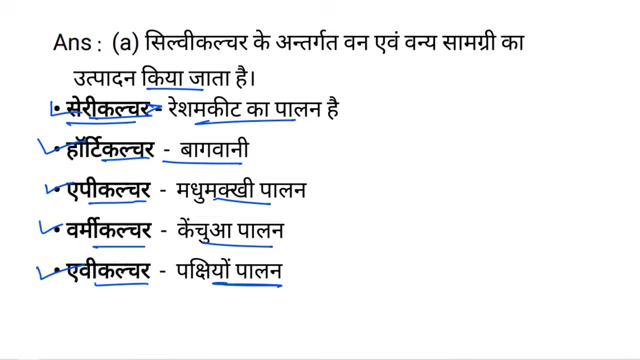 Ans : (a) सिल्वीकल्चर के अन्तर्गत वन एवं वन्य सामग्री का
उत्पादन किया जाता है।
• सेरीकल्चर - रेशमकीट का पालन है
• हॉर्टिकल्चर - बागवानी
• एपीकल्चर - मधुमक्खी पालन
• वर्मीकल्चर - केंचुआ पालन
• एवीकल्चर - पक्षियों पालन